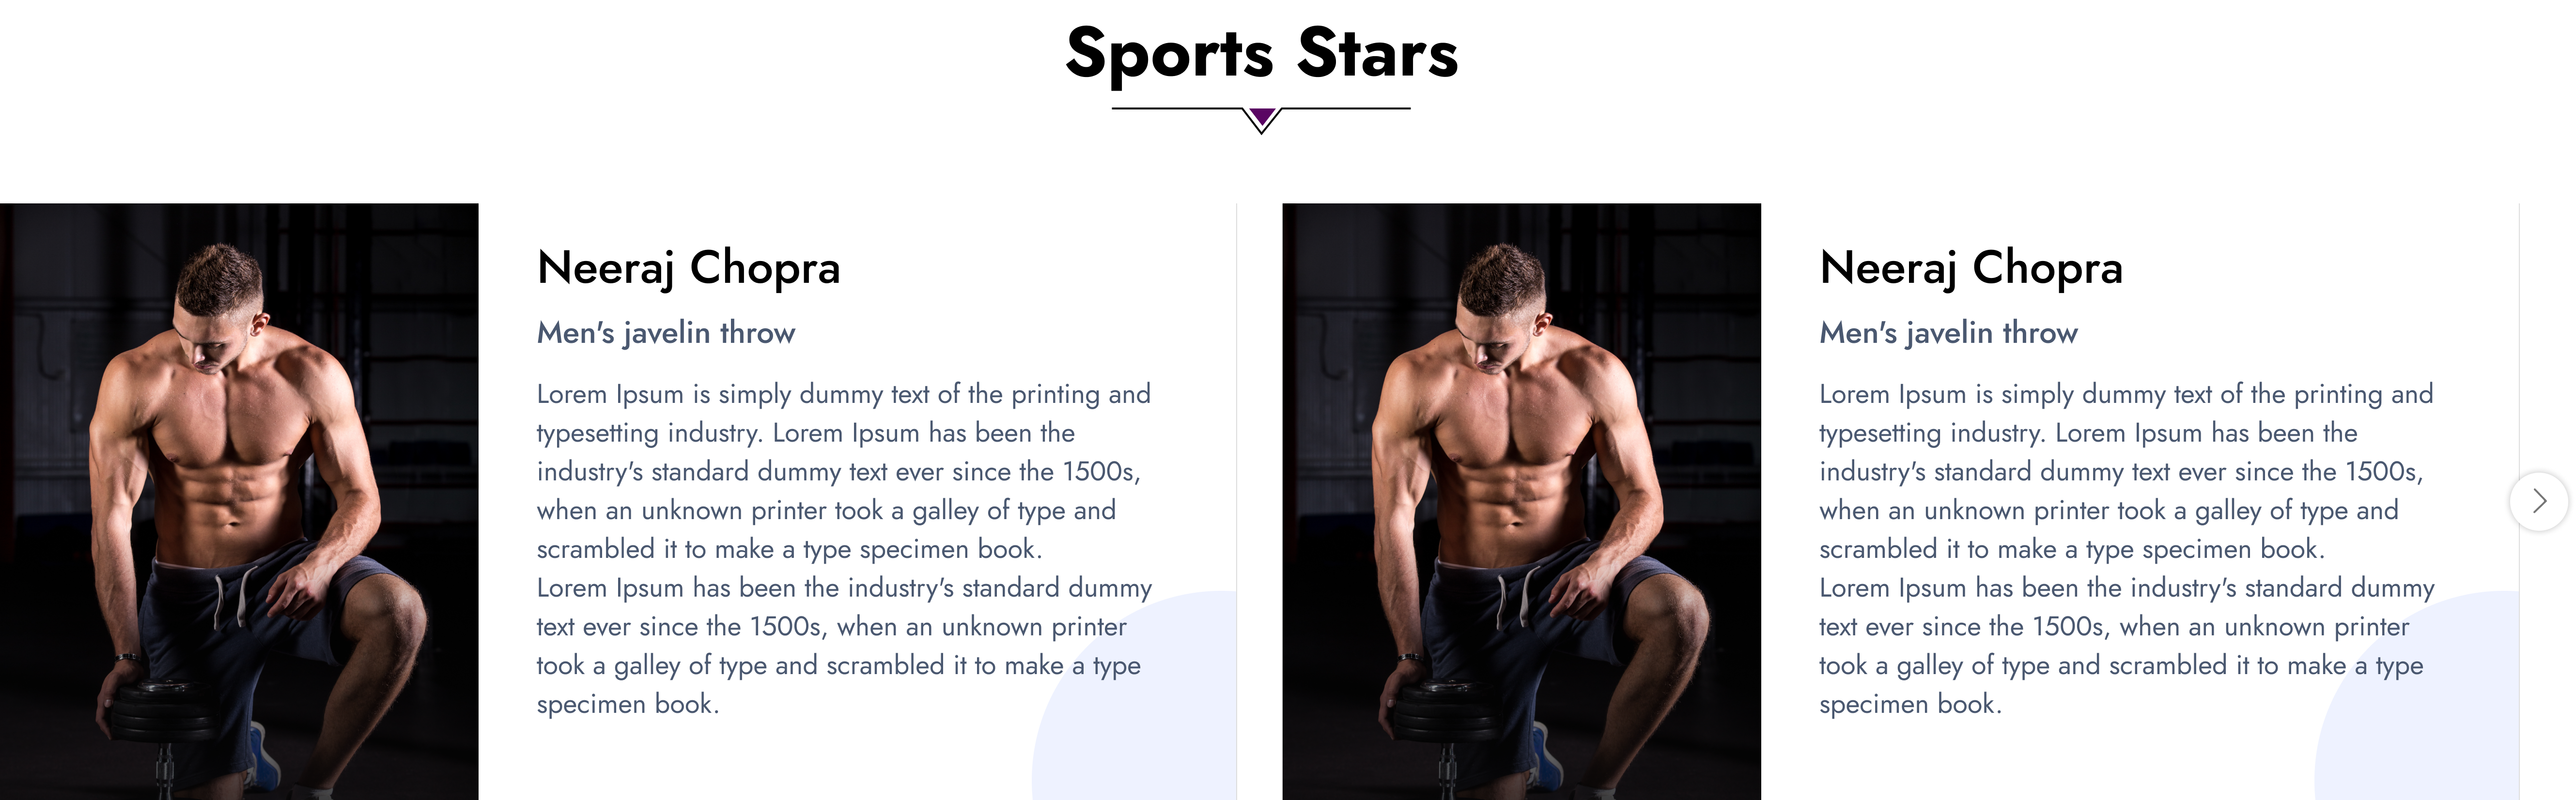 Sports Stars
Neeraj Chopra
Men's javelin throw
Lorem Ipsum is simply dummy text of the printing and
typesetting industry. Lorem Ipsum has been the
industry's standard dummy text ever since the 1500s,
when an unknown printer took a galley of type and
scrambled it to make a type specimen book.
Lorem Ipsum has been the industry's standard dummy
text ever since the 1500s, when an unknown printer
took a galley of type and scrambled it to make a type
specimen book.
Neeraj Chopra
Men's javelin throw
Lorem Ipsum is simply dummy text of the printing and
typesetting industry. Lorem Ipsum has been the
industry's standard dummy text ever since the 1500s,
when an unknown printer took a galley of type and
scrambled it to make a type specimen book.
Lorem Ipsum has been the industry's standard dummy
text ever since the 1500s, when an unknown printer
took a galley of type and scrambled it to make a type
specimen book.